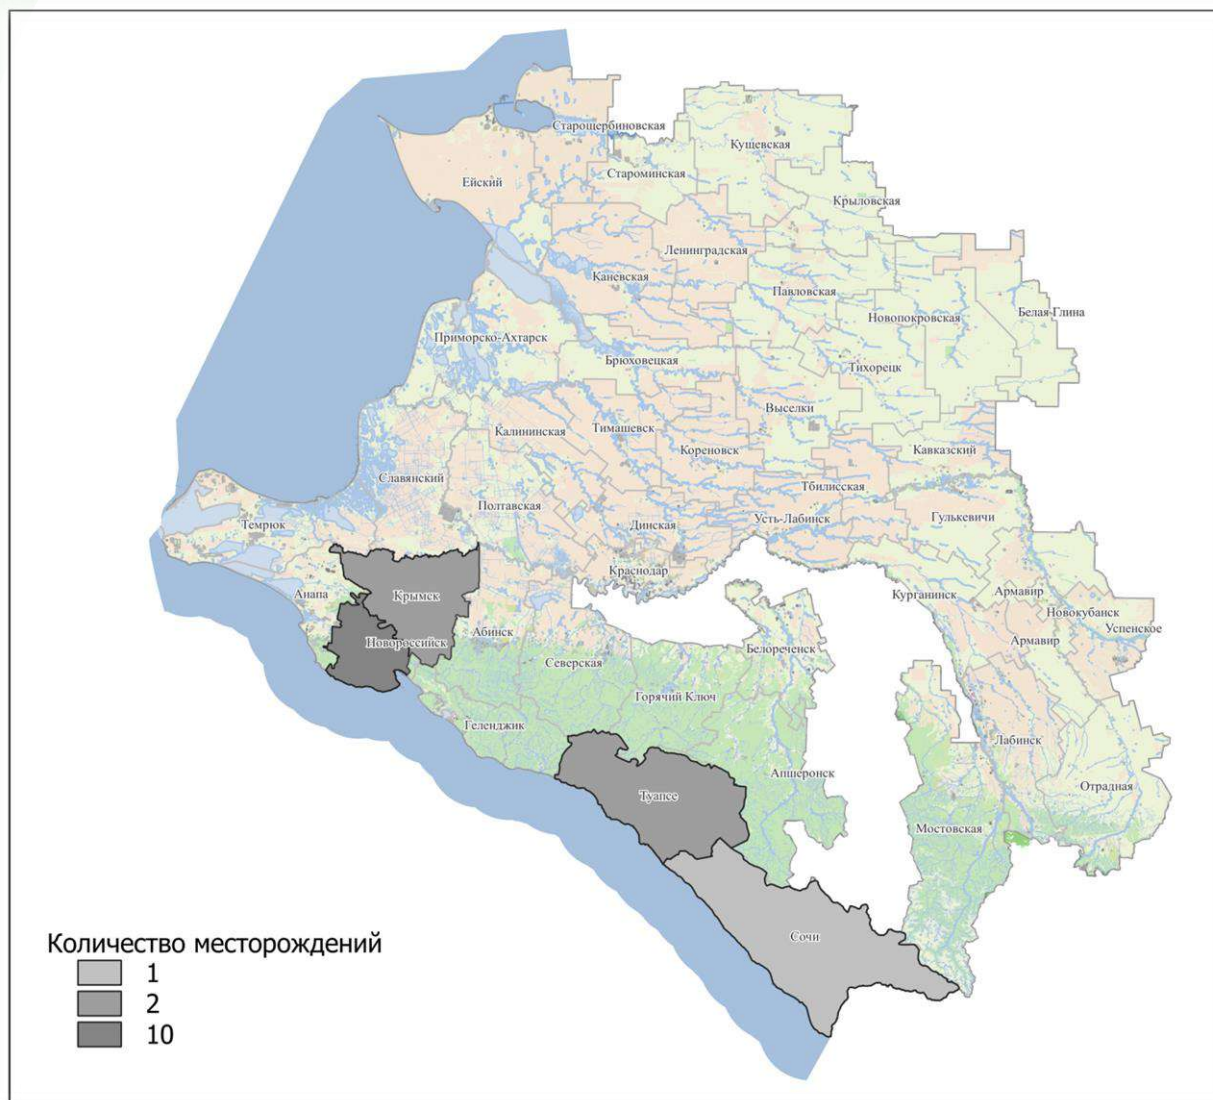 Старощербиновская
Кущевская
Староминская
Ейский
Крыловская
Ленинградская
Каневская
Павловская
Новопокровская
Белая Глина
Приморско-Ахтарск
Брюховецкая
Тихорецк
Выселки
Калининская
Тимашевск
Кореновск
Кавказский
Славянский
Тбилисская
Полтавская
Темрюк
Динская
Усть-Лабинск
Гулькевичи
Краснодар
Анапа
Крымск
Курганинск
Армавир
Новокубанск
Успенское
Новороссийск
Абинск
Армавир
Северская
Белореченск
Горячий Ключ
Геленджик
Лабинск
Апшеронск
Отрадная
Туапсе
Мостовская
Сочи
Количество месторождений
1
2
10